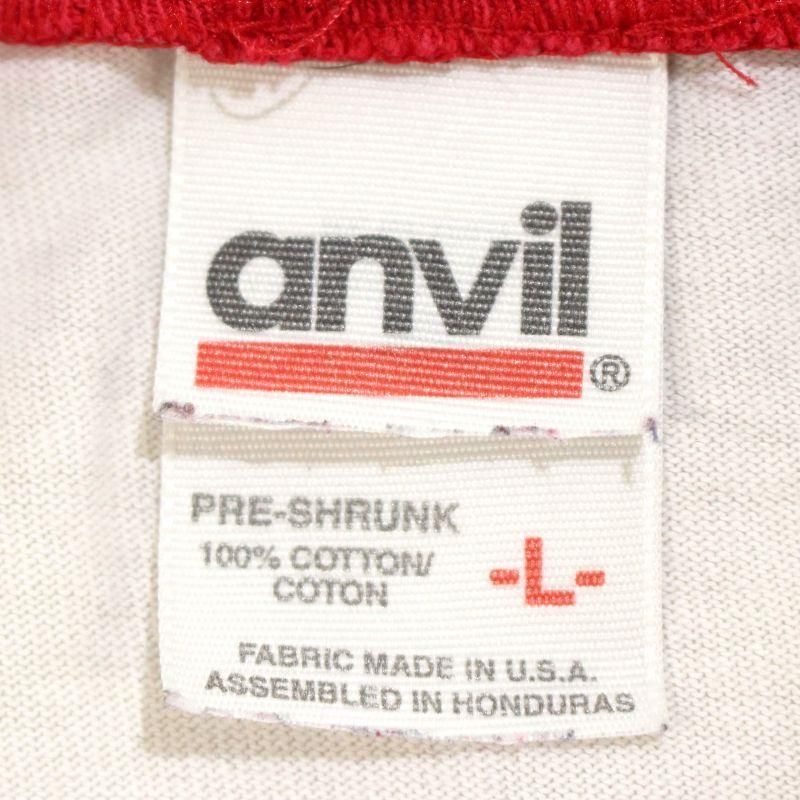 anvil
®
PRE-SHRUNK
100% COTTON/
COTON
-L-
FABRIC MADE IN U.S.A.
ASSEMBLED IN HONDURAS